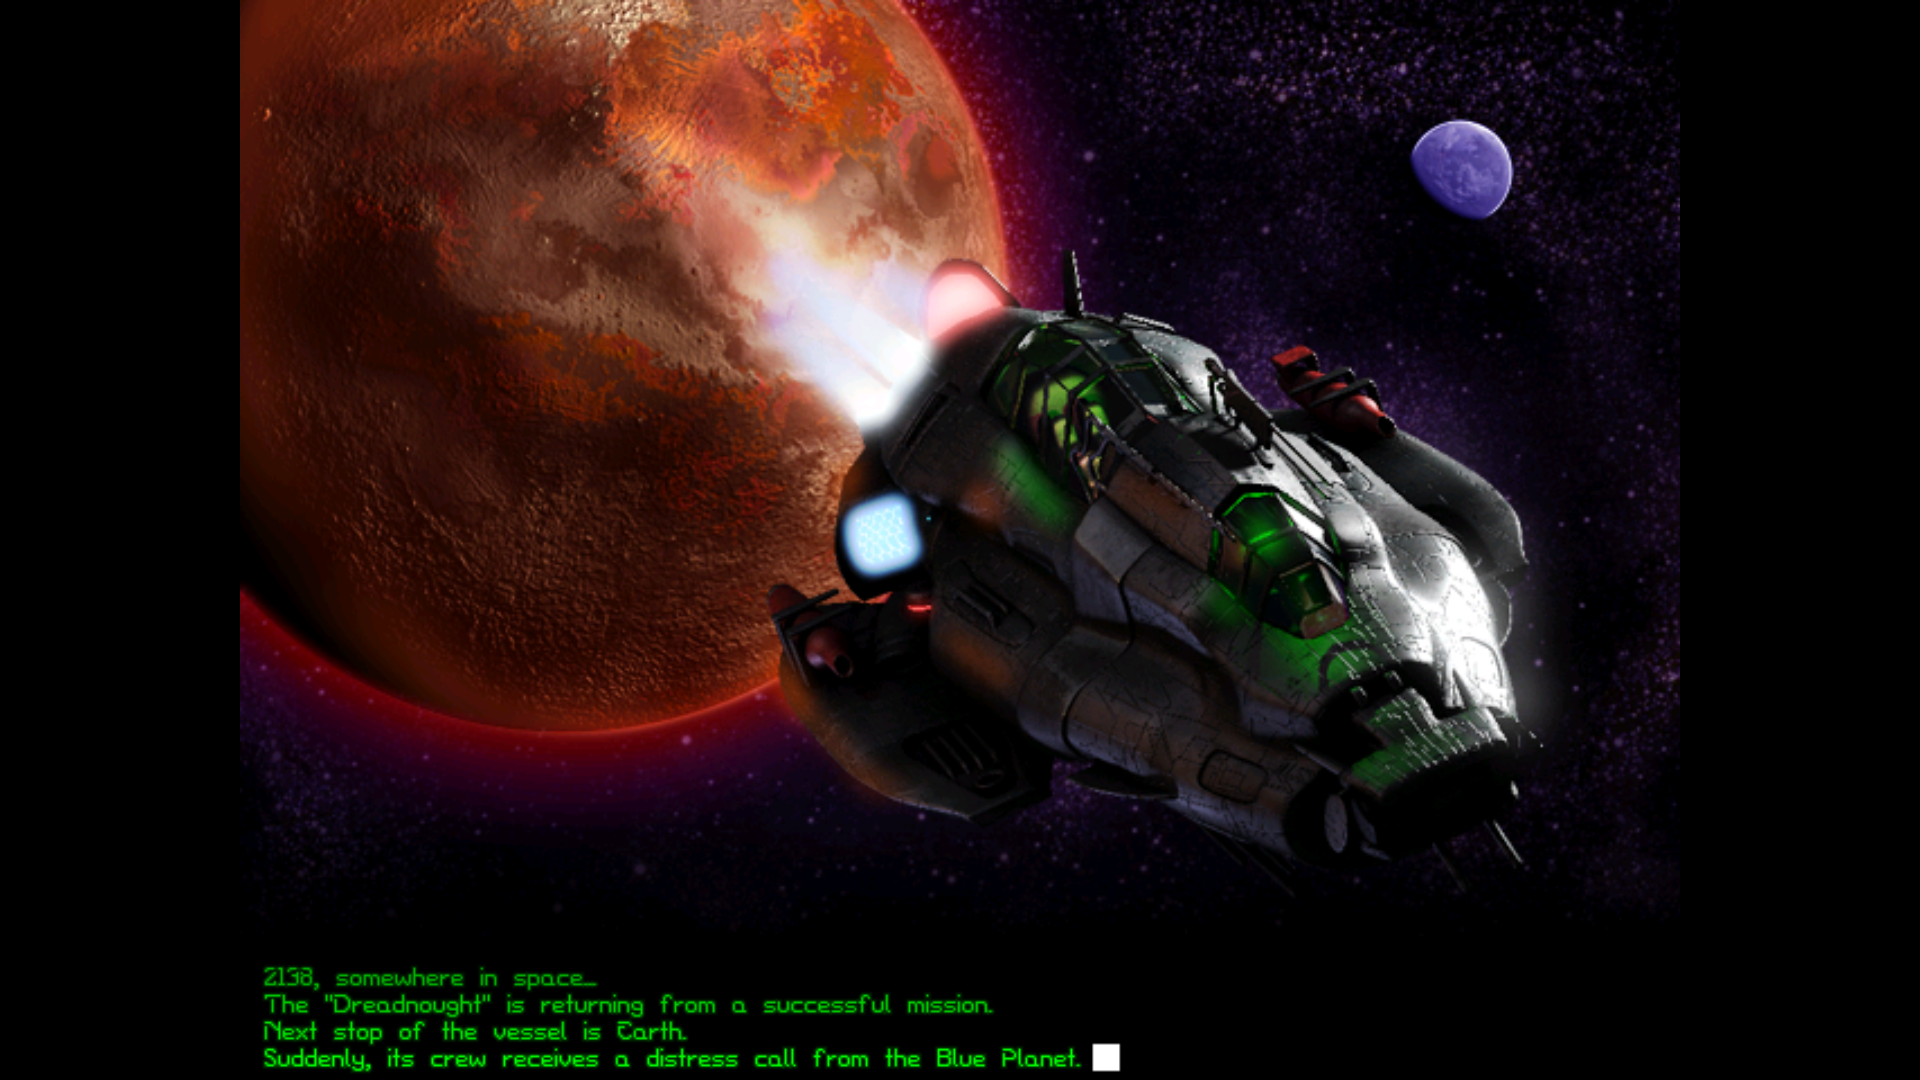 2138, somewhere in space...
The "Dreadnought" is returning from a successful mission.
Next stop of the vessel is Earth.
Suddenly, its crew receives a distress call from the Blue Planet.